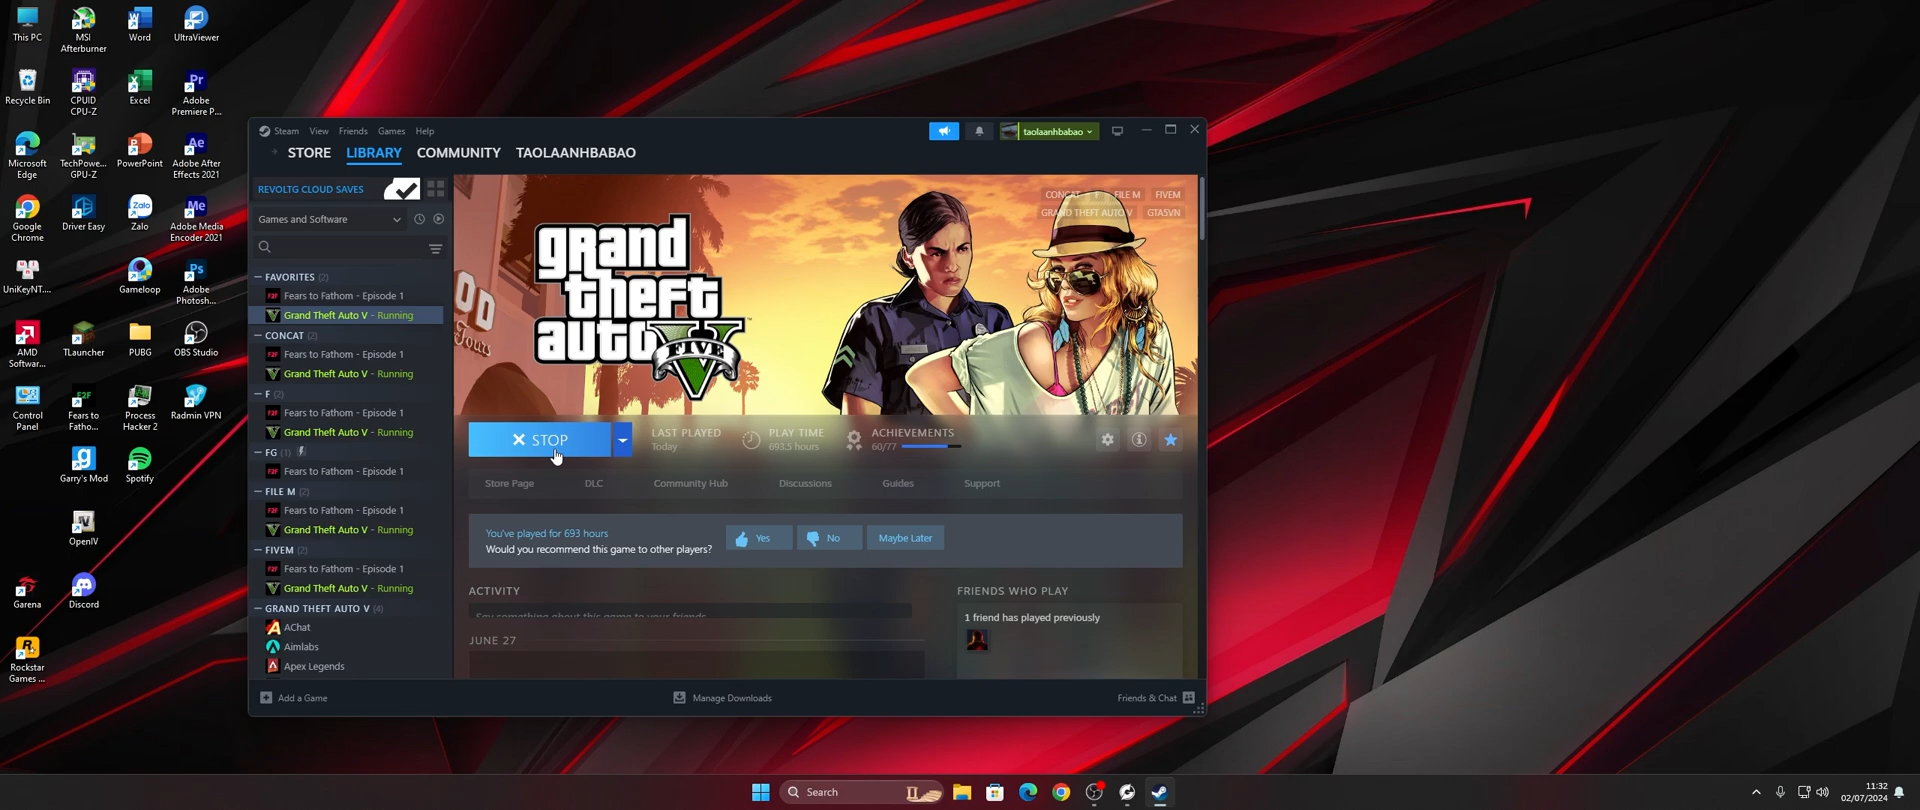 This PC
MSI Afterburner
Word
UltraViewer
Recycle Bin
CPUID CPU-Z
Excel
Adobe Premiere P...
Microsoft Edge
TechPowe... GPU-Z
PowerPoint
Adobe After Effects 2021
Google Chrome
Driver Easy
Zalo
Adobe Media Encoder 2021
UniKeyNT....
Gameloop
Adobe Photosh...
AMD Softwar...
TLauncher
PUBG
OBS Studio
Control Panel
Fears to Fatho...
Process Hacker 2
Radmin VPN
Garry's Mod
Spotify
OpenIV
Garena
Discord
Rockstar Games ...
Steam View Friends Games Help
taolaanhbabao
STORE LIBRARY COMMUNITY TAOLAANHBABAO
REVOLTG CLOUD SAVES
Games and Software
FAVORITES (2)
Fears to Fathom - Episode 1
Grand Theft Auto V - Running
CONCAT (2)
Fears to Fathom - Episode 1
Grand Theft Auto V - Running
F (2)
Fears to Fathom - Episode 1
Grand Theft Auto V - Running
FG (1)
Fears to Fathom - Episode 1
FILE M (2)
Fears to Fathom - Episode 1
Grand Theft Auto V - Running
FIVEM (2)
Fears to Fathom - Episode 1
Grand Theft Auto V - Running
GRAND THEFT AUTO V (4)
AChat
Aimlabs
Apex Legends
CONCAT F FILE M FIVEM
GRAND THEFT AUTO V GTA5VN
grand
theft
auto V
FIVE
OD
Tours
STOP
LAST PLAYED
Today
PLAY TIME
693.5 hours
ACHIEVEMENTS
60/77
Store Page DLC Community Hub Discussions Guides Support
You've played for 693 hours
Would you recommend this game to other players?
Yes No Maybe Later
ACTIVITY
Say something about this game to your friends...
JUNE 27
FRIENDS WHO PLAY
1 friend has played previously
Add a Game
Manage Downloads
Friends & Chat
Search
11:32
02/07/2024